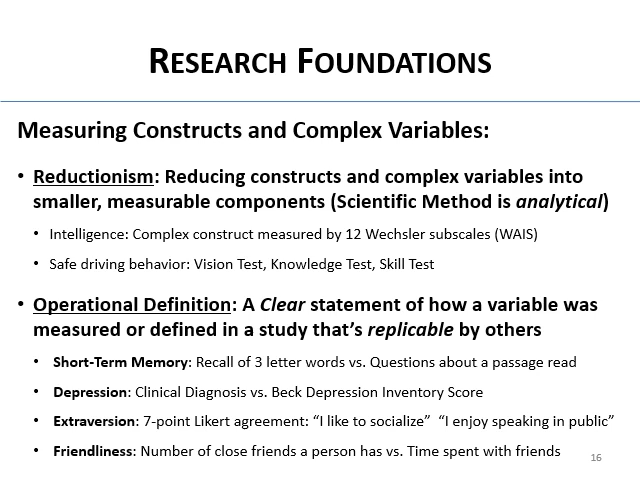 RESEARCH FOUNDATIONS
Measuring Constructs and Complex Variables:
• Reductionism: Reducing constructs and complex variables into
smaller, measurable components (Scientific Method is analytical)
• Intelligence: Complex construct measured by 12 Wechsler subscales (WAIS)
• Safe driving behavior: Vision Test, Knowledge Test, Skill Test
• Operational Definition: A Clear statement of how a variable was
measured or defined in a study that’s replicable by others
• Short-Term Memory: Recall of 3 letter words vs. Questions about a passage read
• Depression: Clinical Diagnosis vs. Beck Depression Inventory Score
• Extraversion: 7-point Likert agreement: “I like to socialize” “I enjoy speaking in public”
• Friendliness: Number of close friends a person has vs. Time spent with friends
16